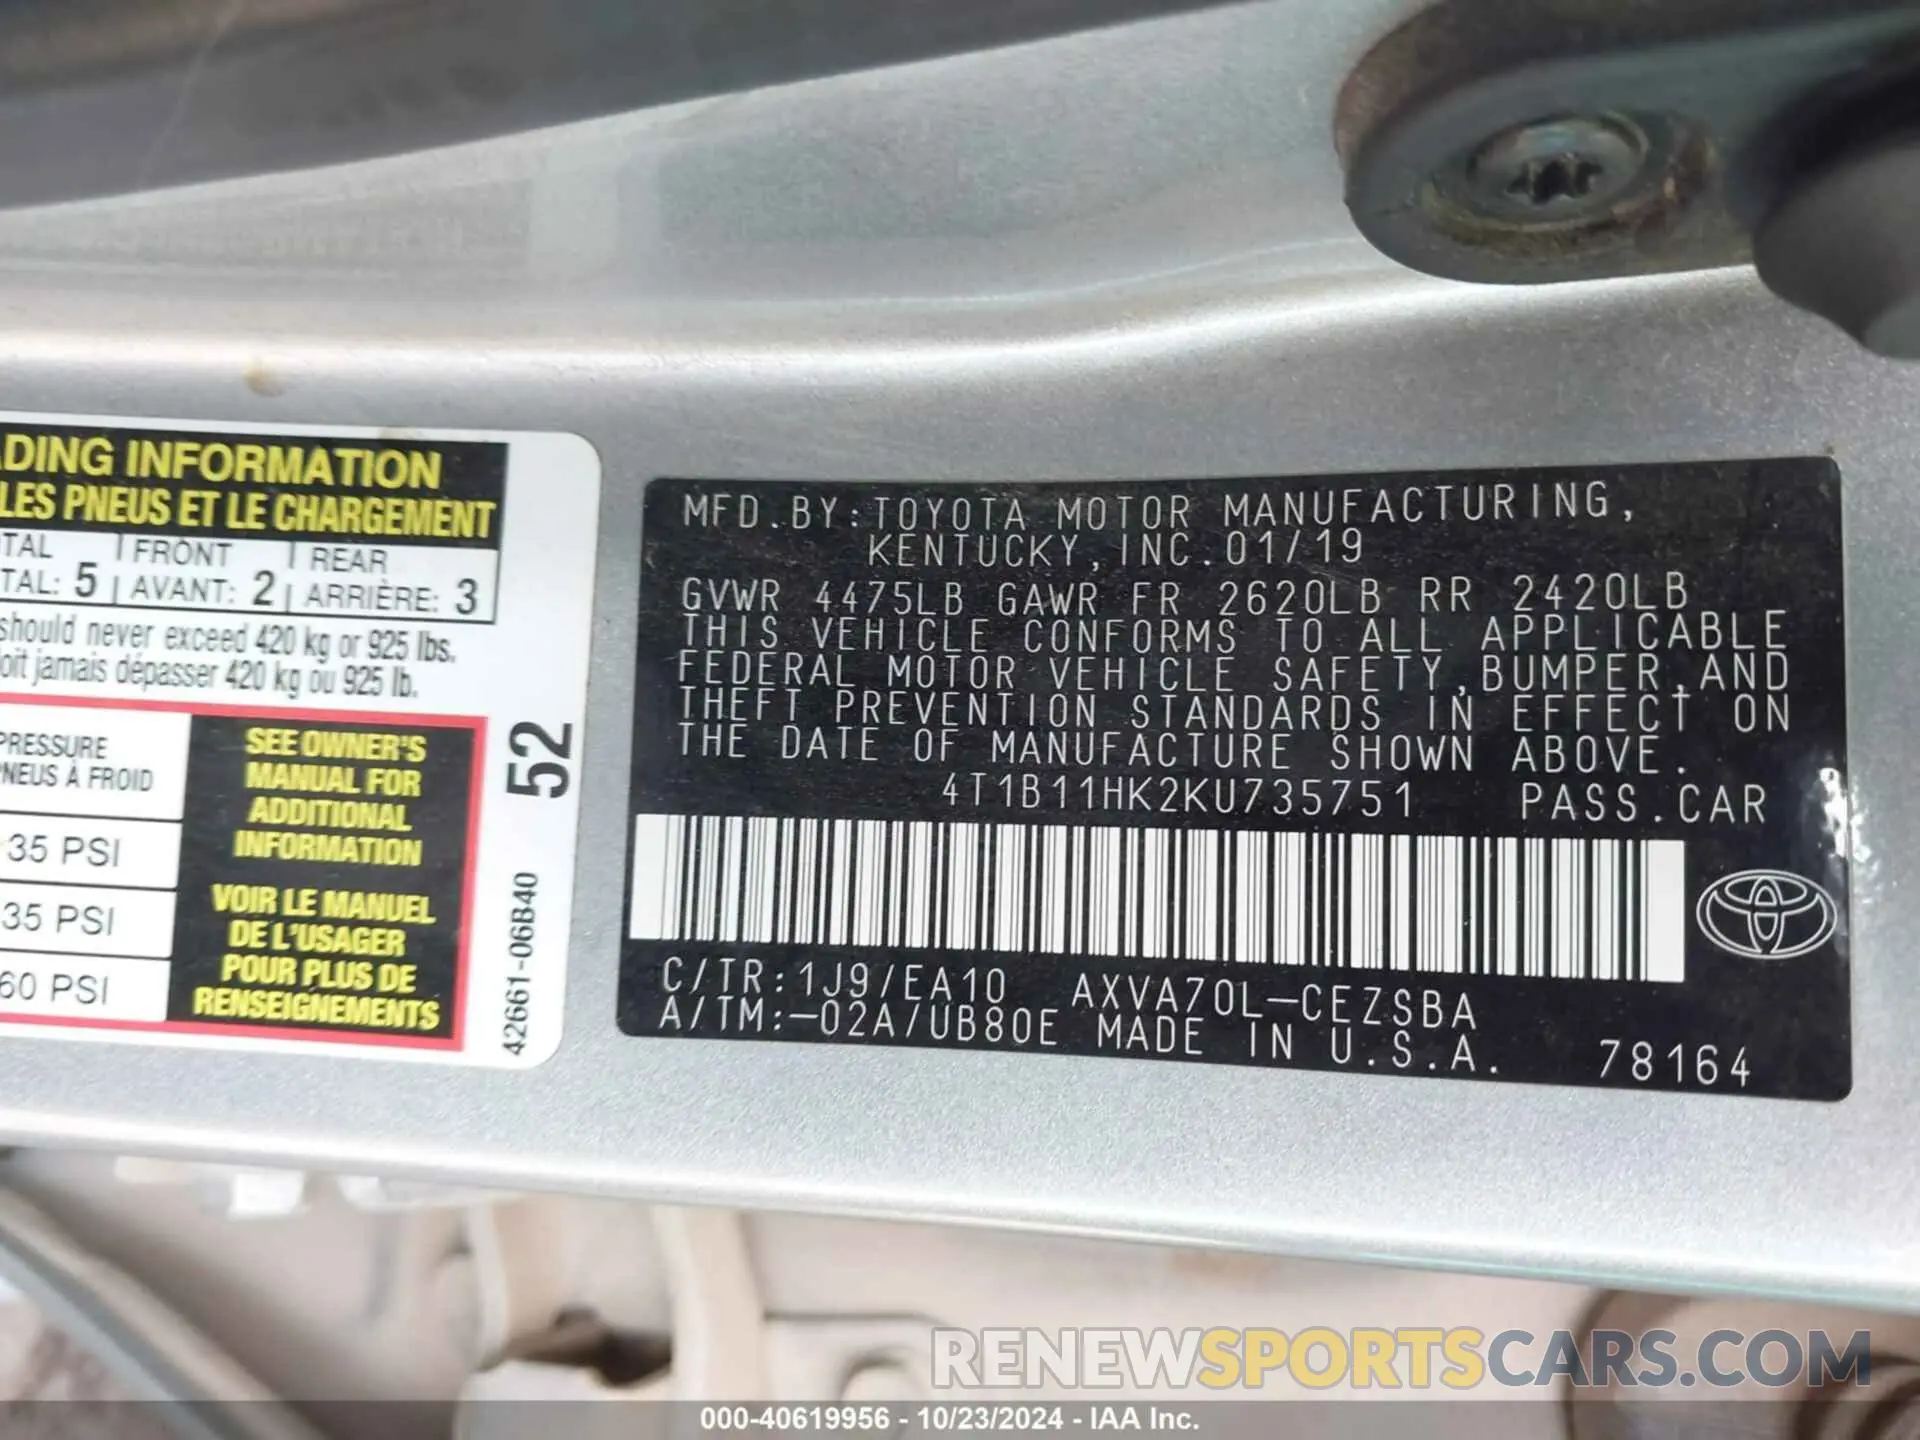 ADING INFORMATION
LES PNEUS ET LE CHARGEMENT
TAL | FRONT | REAR
TAL: 5 | AVANT: 2 | ARRIÈRE: 3
should never exceed 420 kg or 925 lbs.
oit jamais dépasser 420 kg ou 925 lb.
PRESSURE
PNEUS À FROID
35 PSI
35 PSI
60 PSI
SEE OWNER'S
MANUAL FOR
ADDITIONAL
INFORMATION
VOIR LE MANUEL
DE L'USAGER
POUR PLUS DE
RENSEIGNEMENTS
52
42661-06B40
MFD.BY:TOYOTA MOTOR MANUFACTURING,
KENTUCKY,INC.01/19
GVWR 4475LB GAWR FR 2620LB RR 2420LB
THIS VEHICLE CONFORMS TO ALL APPLICABLE
FEDERAL MOTOR VEHICLE SAFETY,BUMPER,AND
THEFT PREVENTION STANDARDS IN EFFECT ON
THE DATE OF MANUFACTURE SHOWN ABOVE.
4T1B11HK2KU735751 PASS.CAR
C/TR:1J9/EA10 AXVA70L-CEZSBA
A/TM:-02A/UB80E MADE IN U.S.A. 78164
RENEWSPORTSCARS.COM
000-40619956 - 10/23/2024 - IAA Inc.